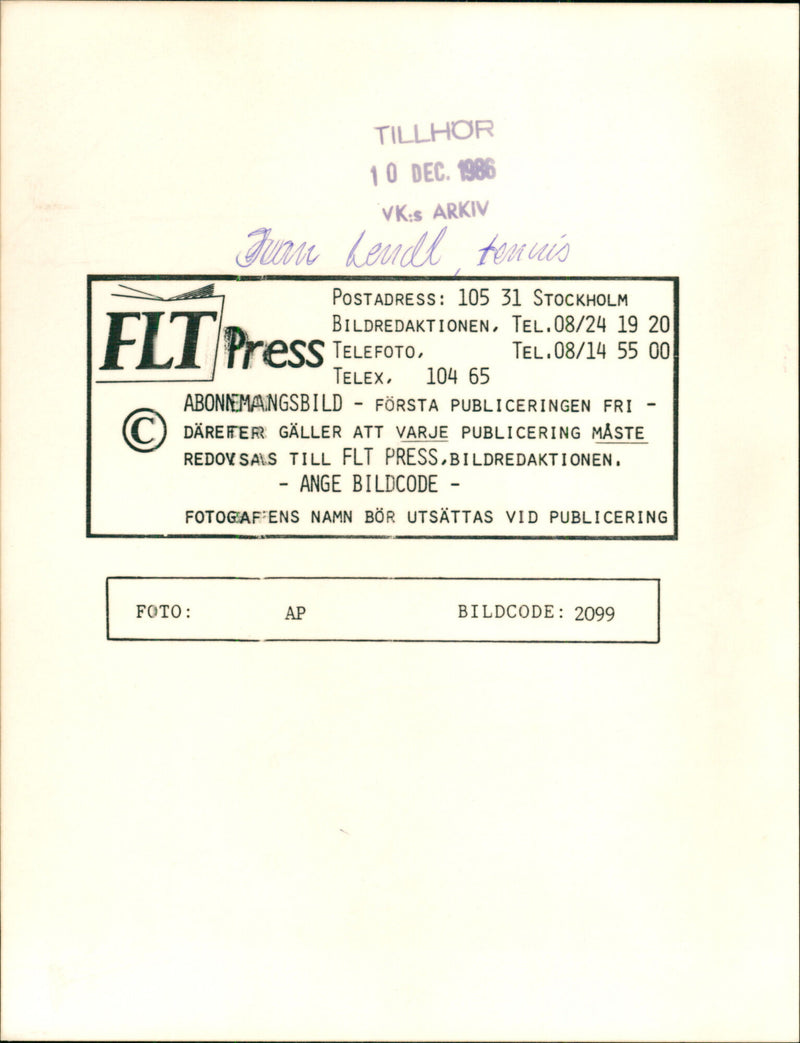 TILLHÖR
10 DEC. 1986
VK:s ARKIV
Ivan Lendl, tennis
FLT Press
POSTADRESS: 105 31 STOCKHOLM
BILDREDAKTIONEN, TEL.08/24 19 20
TELEFOTO, TEL.08/14 55 00
TELEX, 104 65
© ABONNEMANGSBILD - FÖRSTA PUBLICERINGEN FRI -
DÄREFTER GÄLLER ATT VARJE PUBLICERING MÅSTE
REDOVISAS TILL FLT PRESS,BILDREDAKTIONEN.
- ANGE BILDCODE -
FOTOGRAFENS NAMN BÖR UTSÄTTAS VID PUBLICERING
FOTO: AP BILDCODE: 2099